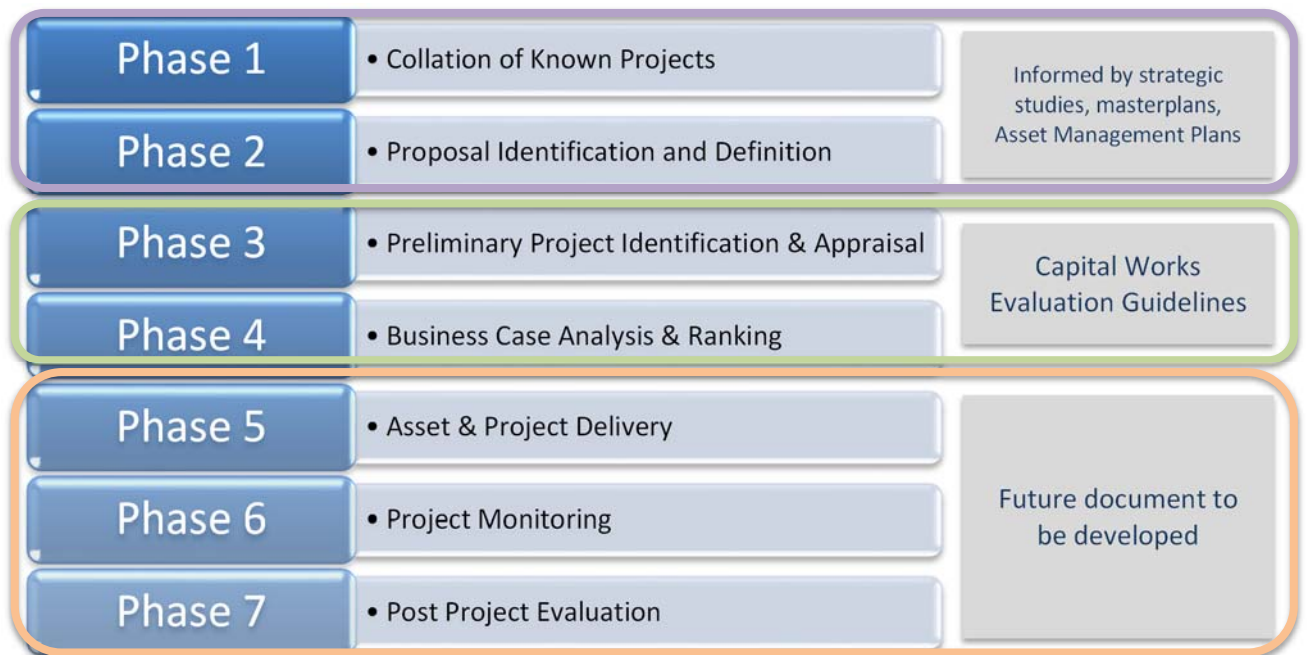 Phase 1
• Collation of Known Projects
Phase 2
• Proposal Identification and Definition
Informed by strategic
studies, masterplans,
Asset Management Plans
Phase 3
• Preliminary Project Identification & Appraisal
Phase 4
• Business Case Analysis & Ranking
Capital Works
Evaluation Guidelines
Phase 5
• Asset & Project Delivery
Phase 6
• Project Monitoring
Phase 7
• Post Project Evaluation
Future document to
be developed